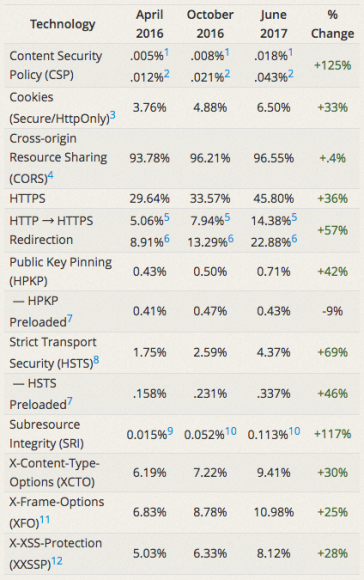 Technology April 2016 October 2016 June 2017 % Change
Content Security Policy (CSP) .005%1 .008%1 .018%1 +125%
.012%2 .021%2 .043%2
Cookies (Secure/HttpOnly)3 3.76% 4.88% 6.50% +33%
Cross-origin Resource Sharing (CORS)4 93.78% 96.21% 96.55% +.4%
HTTPS 29.64% 33.57% 45.80% +36%
HTTP → HTTPS Redirection 5.06%5 7.94%5 14.38%5 +57%
8.91%6 13.29%6 22.88%6
Public Key Pinning (HPKP) 0.43% 0.50% 0.71% +42%
— HPKP Preloaded7 0.41% 0.47% 0.43% -9%
Strict Transport Security (HSTS)8 1.75% 2.59% 4.37% +69%
— HSTS Preloaded7 .158% .231% .337% +46%
Subresource Integrity (SRI) 0.015%9 0.052%10 0.113%10 +117%
X-Content-Type-Options (XCTO) 6.19% 7.22% 9.41% +30%
X-Frame-Options (XFO)11 6.83% 8.78% 10.98% +25%
X-XSS-Protection (XXSSP)12 5.03% 6.33% 8.12% +28%